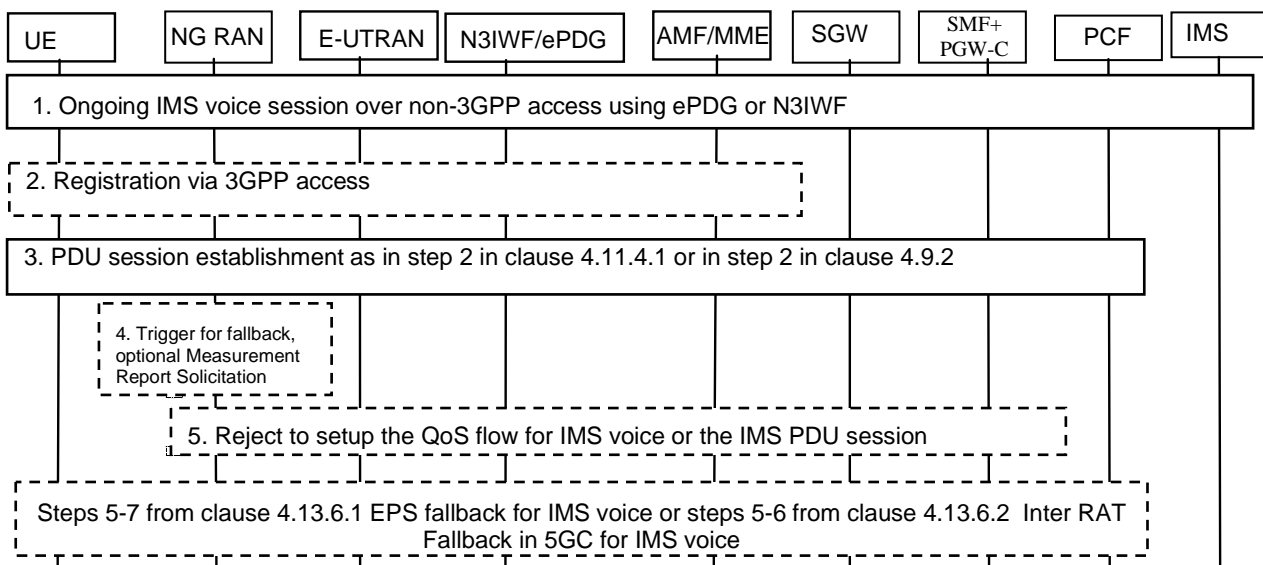 UE
NG RAN
E-UTRAN
N3IWF/ePDG
AMF/MME
SGW
SMF+
PGW-C
PCF
IMS
1. Ongoing IMS voice session over non-3GPP access using ePDG or N3IWF
2. Registration via 3GPP access
3. PDU session establishment as in step 2 in clause 4.11.4.1 or in step 2 in clause 4.9.2
4. Trigger for fallback,
optional Measurement
Report Solicitation
5. Reject to setup the QoS flow for IMS voice or the IMS PDU session
Steps 5-7 from clause 4.13.6.1 EPS fallback for IMS voice or steps 5-6 from clause 4.13.6.2 Inter RAT
Fallback in 5GC for IMS voice